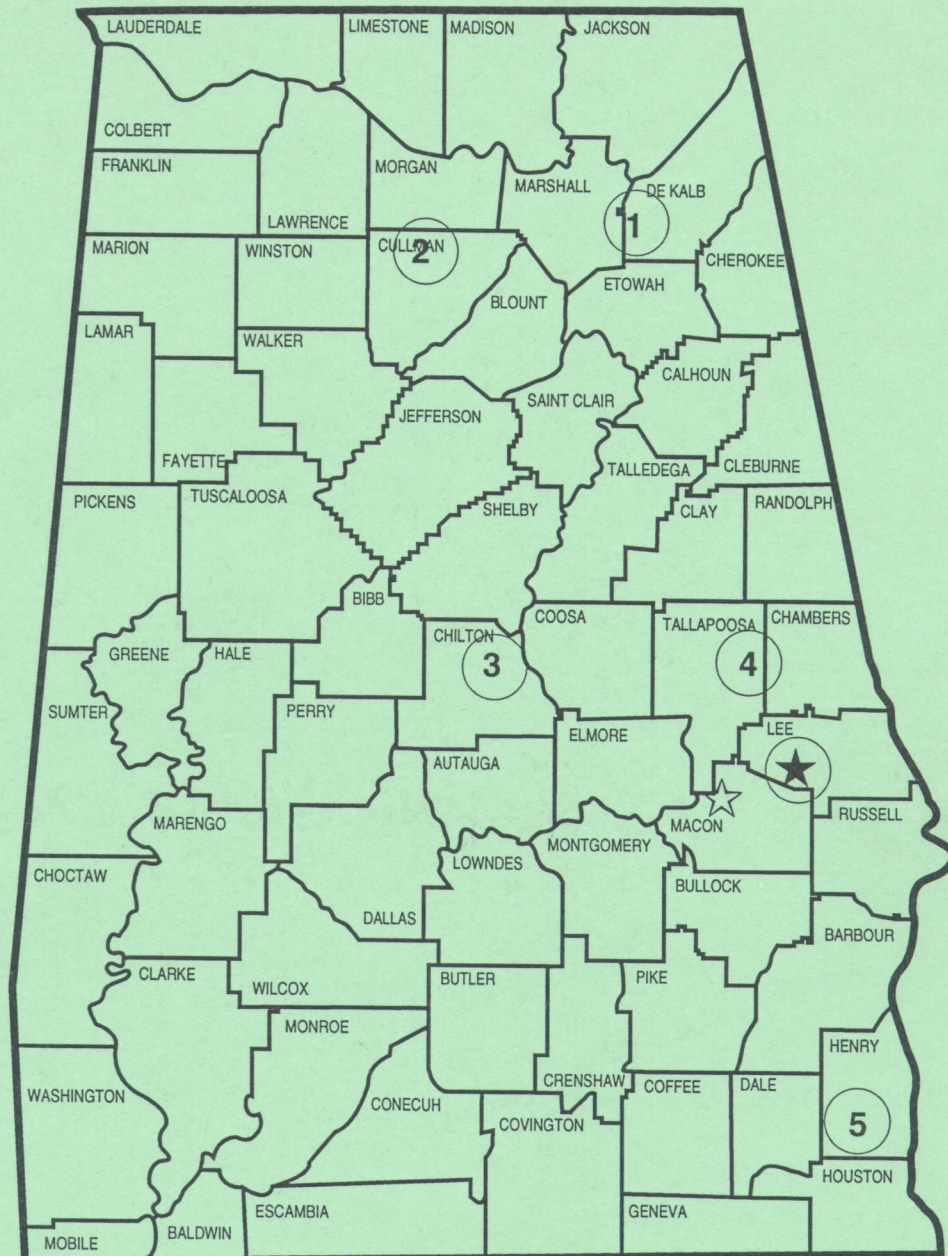 LAUDERDALE
LIMESTONE
MADISON
JACKSON
COLBERT
FRANKLIN
LAWRENCE
MORGAN
MARSHALL
DE KALB
1
MARION
WINSTON
CULLMAN
2
CHEROKEE
ETOWAH
BLOUNT
LAMAR
WALKER
CALHOUN
SAINT CLAIR
JEFFERSON
FAYETTE
TALLEDEGA
CLEBURNE
PICKENS
TUSCALOOSA
SHELBY
CLAY
RANDOLPH
BIBB
COOSA
TALLAPOOSA
CHAMBERS
CHILTON
3
4
GREENE
HALE
SUMTER
PERRY
ELMORE
LEE
AUTAUGA
MARENGO
MACON
RUSSELL
MONTGOMERY
LOWNDES
CHOCTAW
BULLOCK
DALLAS
BARBOUR
CLARKE
WILCOX
BUTLER
PIKE
MONROE
HENRY
CRENSHAW
COFFEE
DALE
WASHINGTON
CONECUH
COVINGTON
5
HOUSTON
ESCAMBIA
GENEVA
BALDWIN
MOBILE